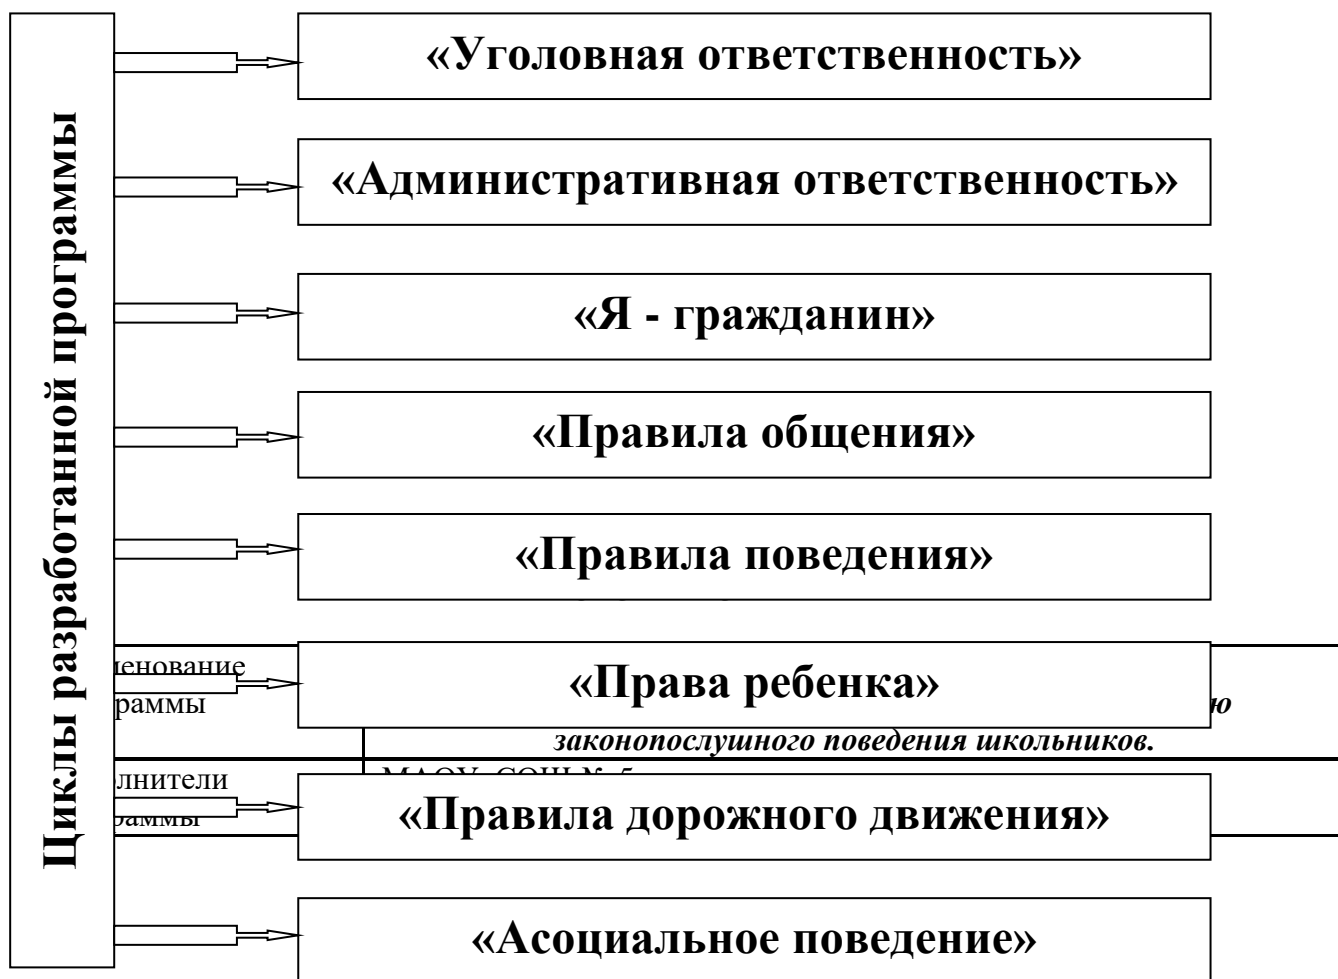 Циклы разработанной программы
«Уголовная ответственность»
«Административная ответственность»
«Я - гражданин»
«Правила общения»
«Правила поведения»
«Права ребенка»
законопослушного поведения школьников.
«Правила дорожного движения»
«Асоциальное поведение»